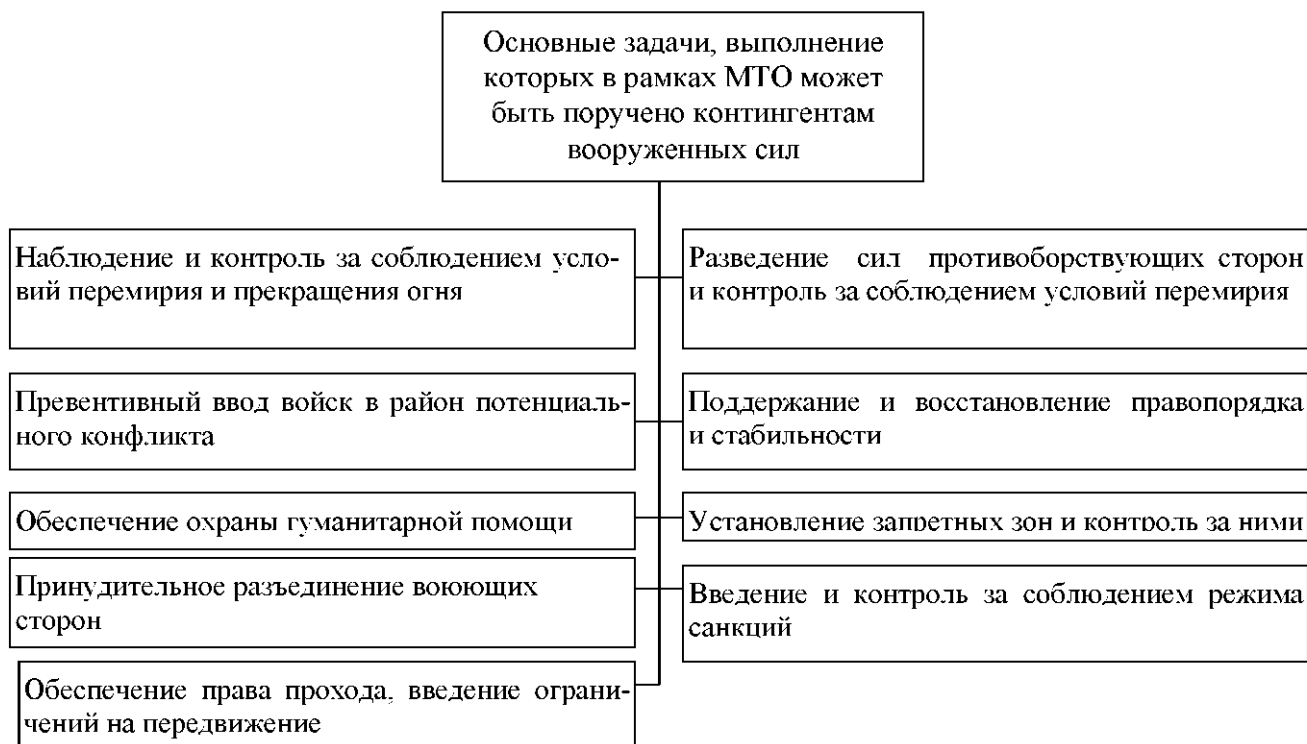 Основные задачи, выполнение
которых в рамках МТО может
быть поручено контингентам
вооруженных сил
Наблюдение и контроль за соблюдением усло-
вий перемирия и прекращения огня
Разведение сил противоборствующих сторон
и контроль за соблюдением условий перемирия
Превентивный ввод войск в район потенциаль-
ного конфликта
Поддержание и восстановление правопорядка
и стабильности
Обеспечение охраны гуманитарной помощи
Установление запретных зон и контроль за ними
Принудительное разъединение воюющих
сторон
Введение и контроль за соблюдением режима
санкций
Обеспечение права прохода, введение ограни-
чений на передвижение